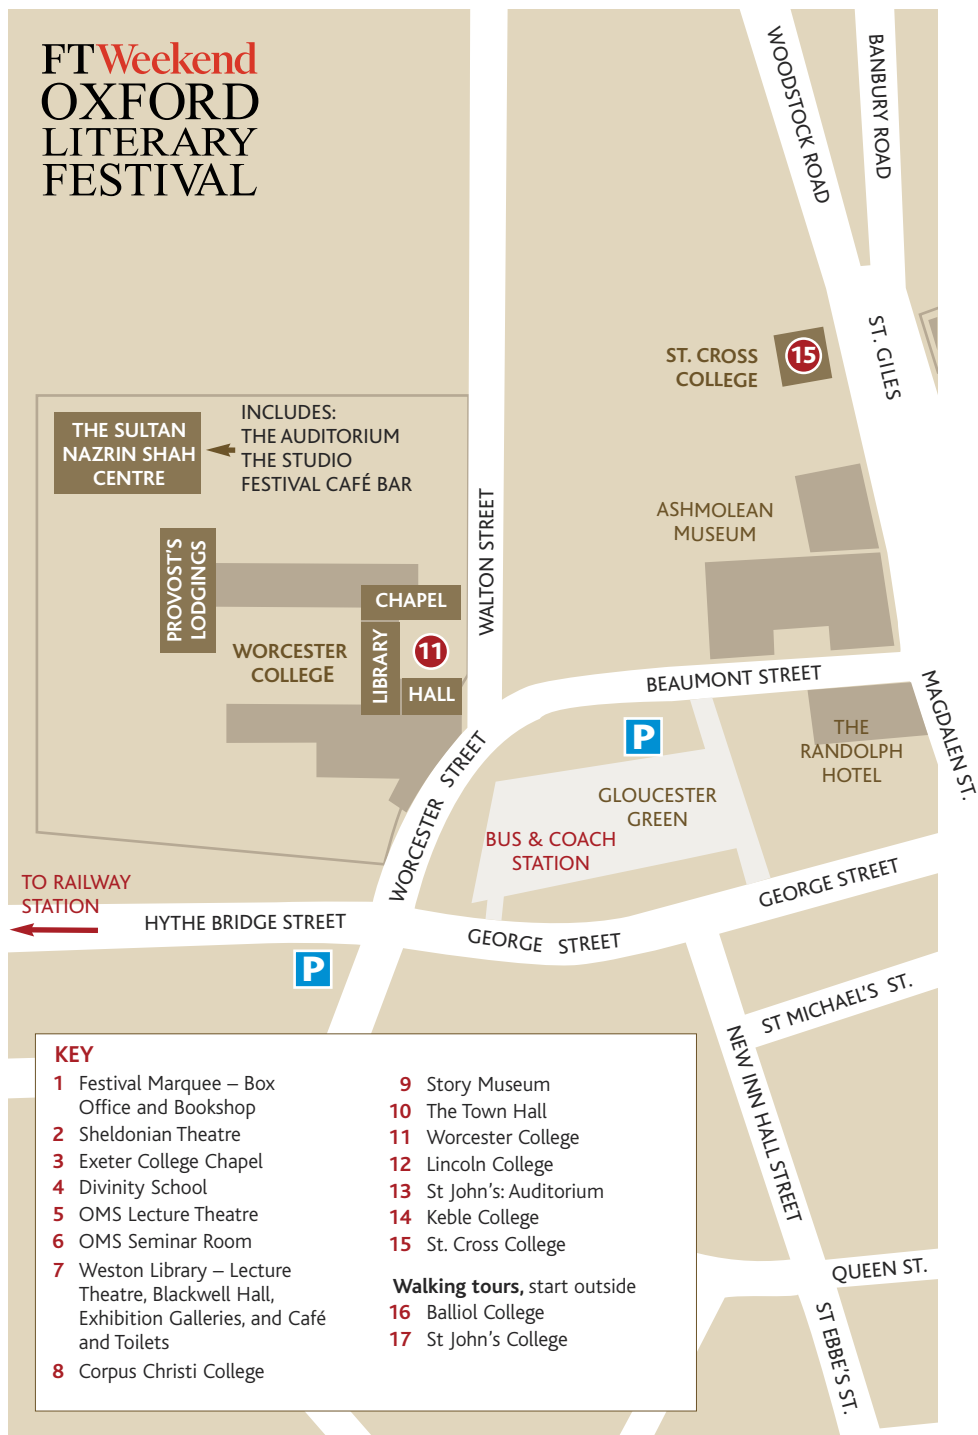 FTWeekend
OXFORD
LITERARY
FESTIVAL
WOODSTOCK ROAD
BANBURY ROAD
ST. GILES
ST. CROSS
COLLEGE
15
THE SULTAN
NAZRIN SHAH
CENTRE
INCLUDES:
THE AUDITORIUM
THE STUDIO
FESTIVAL CAFÉ BAR
WALTON STREET
ASHMOLEAN
MUSEUM
PROVOST'S
LODGINGS
CHAPEL
WORCESTER
COLLEGE
LIBRARY
11
HALL
BEAUMONT STREET
MAGDALEN ST.
P
THE
RANDOLPH
HOTEL
WORCESTER STREET
GLOUCESTER
GREEN
BUS & COACH
STATION
TO RAILWAY
STATION
HYTHE BRIDGE STREET
GEORGE STREET
GEORGE STREET
P
ST MICHAEL'S ST.
NEW INN HALL STREET
QUEEN ST.
ST EBBE'S ST.
KEY
1 Festival Marquee – Box
Office and Bookshop
2 Sheldonian Theatre
3 Exeter College Chapel
4 Divinity School
5 OMS Lecture Theatre
6 OMS Seminar Room
7 Weston Library – Lecture
Theatre, Blackwell Hall,
Exhibition Galleries, and Café
and Toilets
8 Corpus Christi College
9 Story Museum
10 The Town Hall
11 Worcester College
12 Lincoln College
13 St John's: Auditorium
14 Keble College
15 St. Cross College
Walking tours, start outside
16 Balliol College
17 St John's College